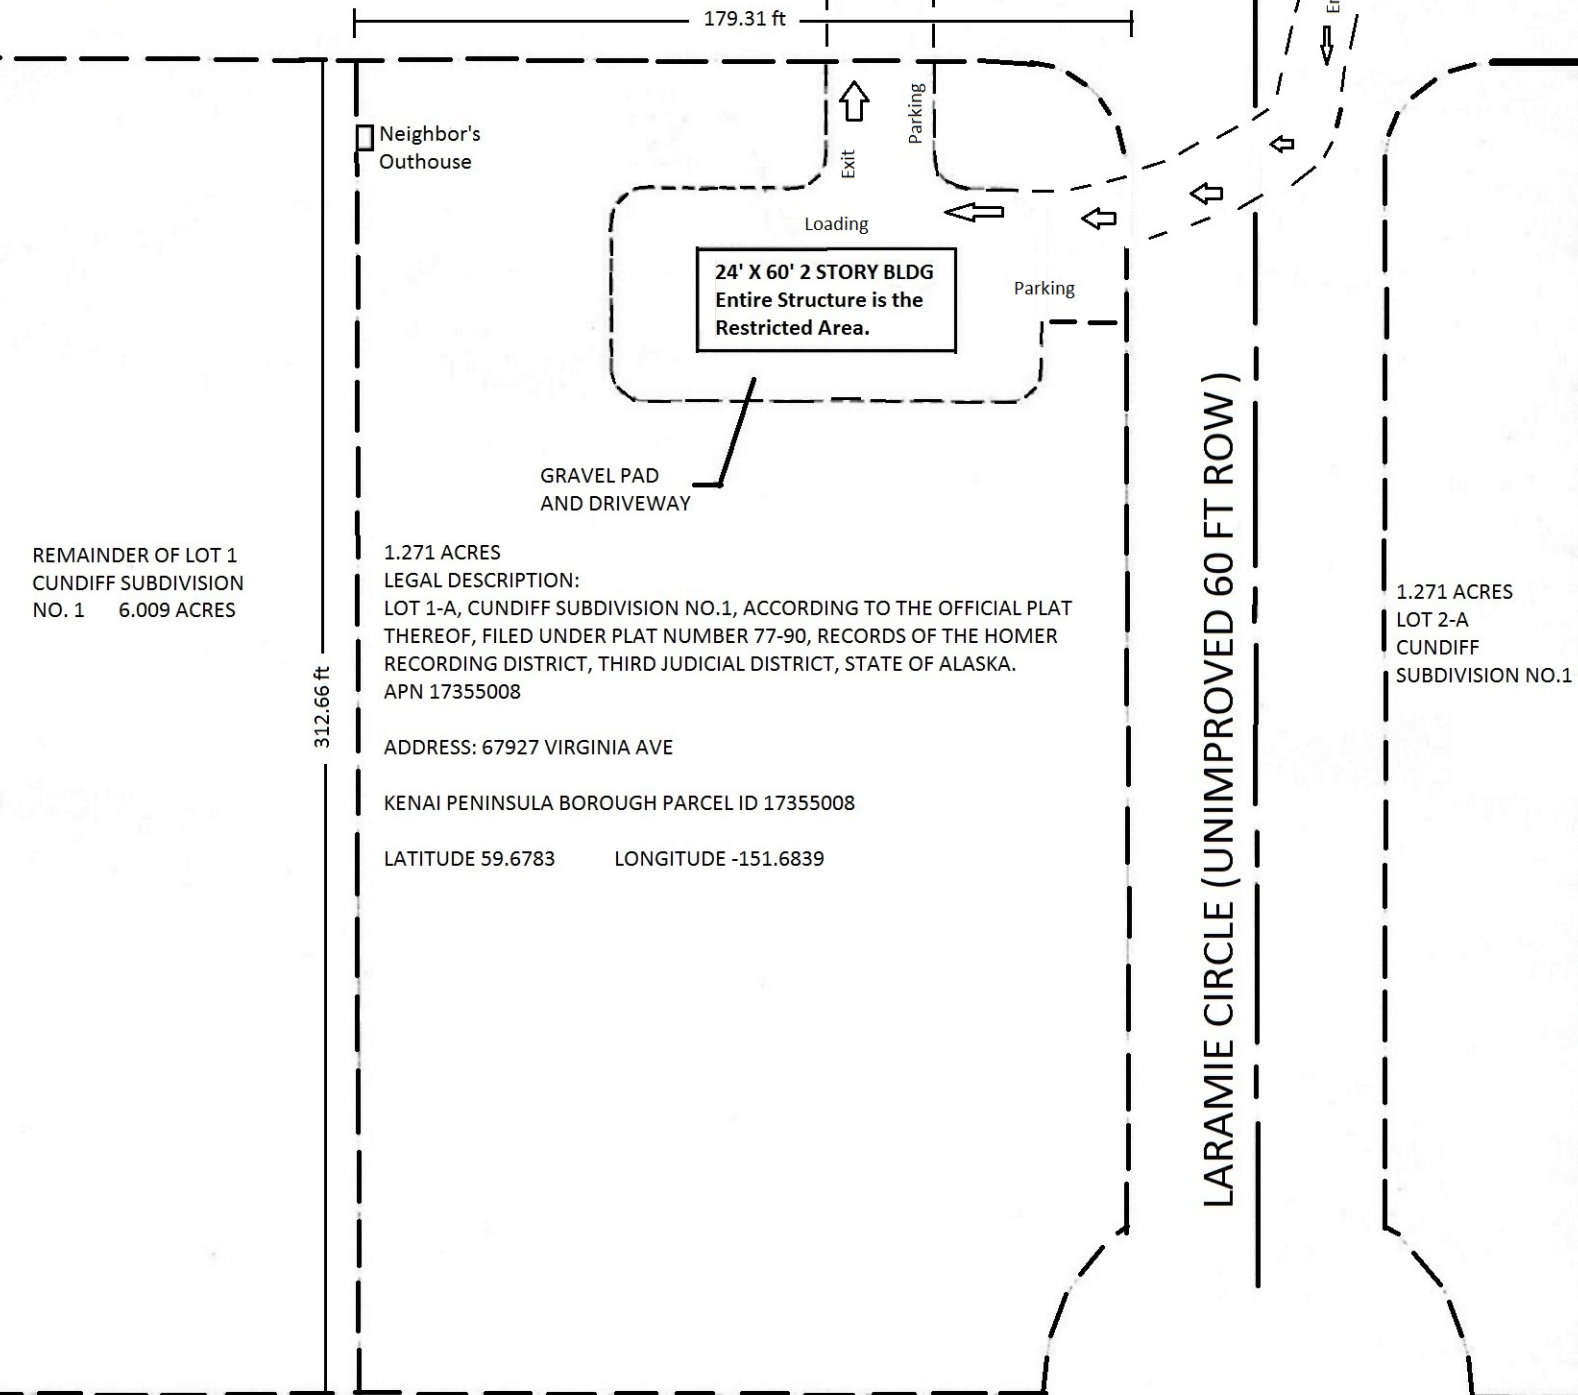 179.31 ft
Neighbor's
Outhouse
Exit
Parking
Loading
24' X 60' 2 STORY BLDG
Entire Structure is the
Restricted Area.
Parking
GRAVEL PAD
AND DRIVEWAY
REMAINDER OF LOT 1
CUNDIFF SUBDIVISION
NO. 1 6.009 ACRES
312.66 ft
1.271 ACRES
LEGAL DESCRIPTION:
LOT 1-A, CUNDIFF SUBDIVISION NO.1, ACCORDING TO THE OFFICIAL PLAT
THEREOF, FILED UNDER PLAT NUMBER 77-90, RECORDS OF THE HOMER
RECORDING DISTRICT, THIRD JUDICIAL DISTRICT, STATE OF ALASKA.
APN 17355008
ADDRESS: 67927 VIRGINIA AVE
KENAI PENINSULA BOROUGH PARCEL ID 17355008
LATITUDE 59.6783 LONGITUDE -151.6839
LARAMIE CIRCLE (UNIMPROVED 60 FT ROW)
1.271 ACRES
LOT 2-A
CUNDIFF
SUBDIVISION NO.1